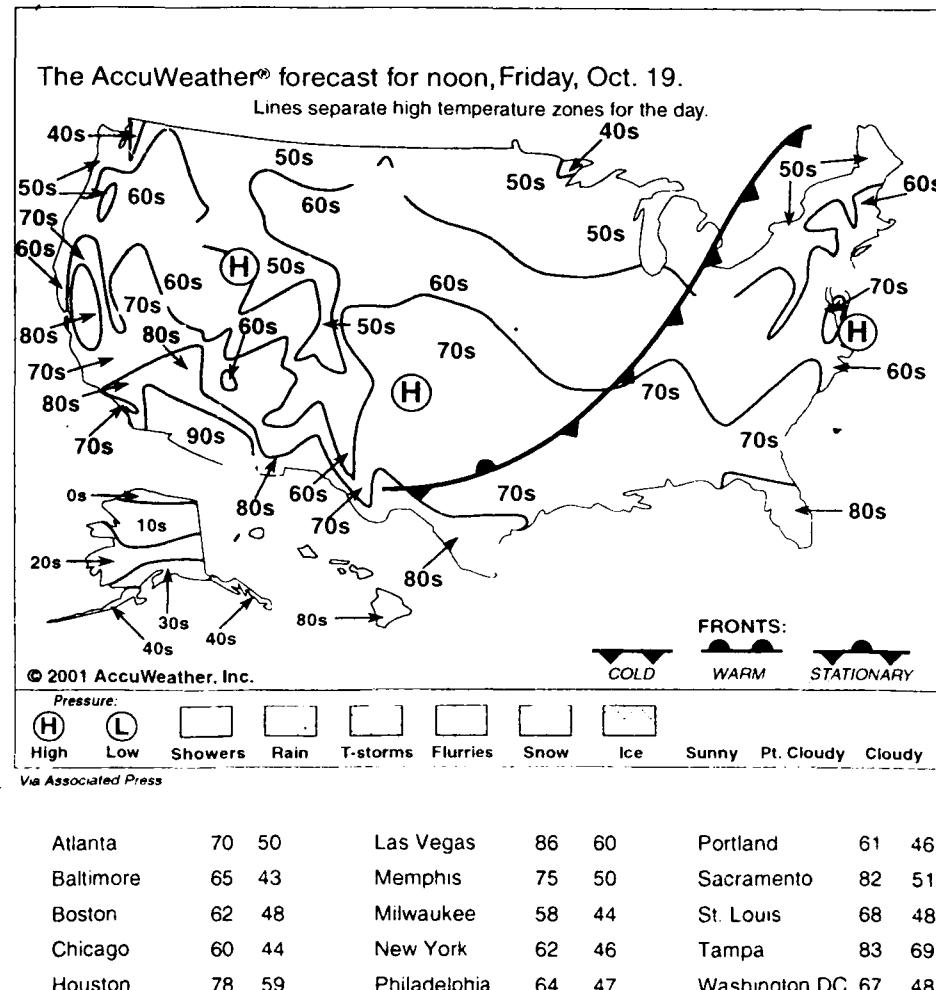 The AccuWeather® forecast for noon, Friday, Oct. 19.
Lines separate high temperature zones for the day.
40s 40s
50s 50s 50s
50s 60s 60s 50s 60s
70s
60s 50s
60s 50s 60s 70s
70s
80s 80s 60s 50s
70s 70s 60s
80s 70s
70s 90s 70s
0s 80s 60s 70s
10s 70s 80s
20s 80s
30s 80s
40s 40s
FRONTS:
COLD WARM STATIONARY
© 2001 AccuWeather, Inc.
Pressure:
H L
High Low Showers Rain T-storms Flurries Snow Ice Sunny Pt. Cloudy Cloudy
Via Associated Press
Atlanta 70 50 Las Vegas 86 60 Portland 61 46
Baltimore 65 43 Memphis 75 50 Sacramento 82 51
Boston 62 48 Milwaukee 58 44 St. Louis 68 48
Chicago 60 44 New York 62 46 Tampa 83 69
Houston 78 59 Philadelphia 64 47 Washington DC 67 48